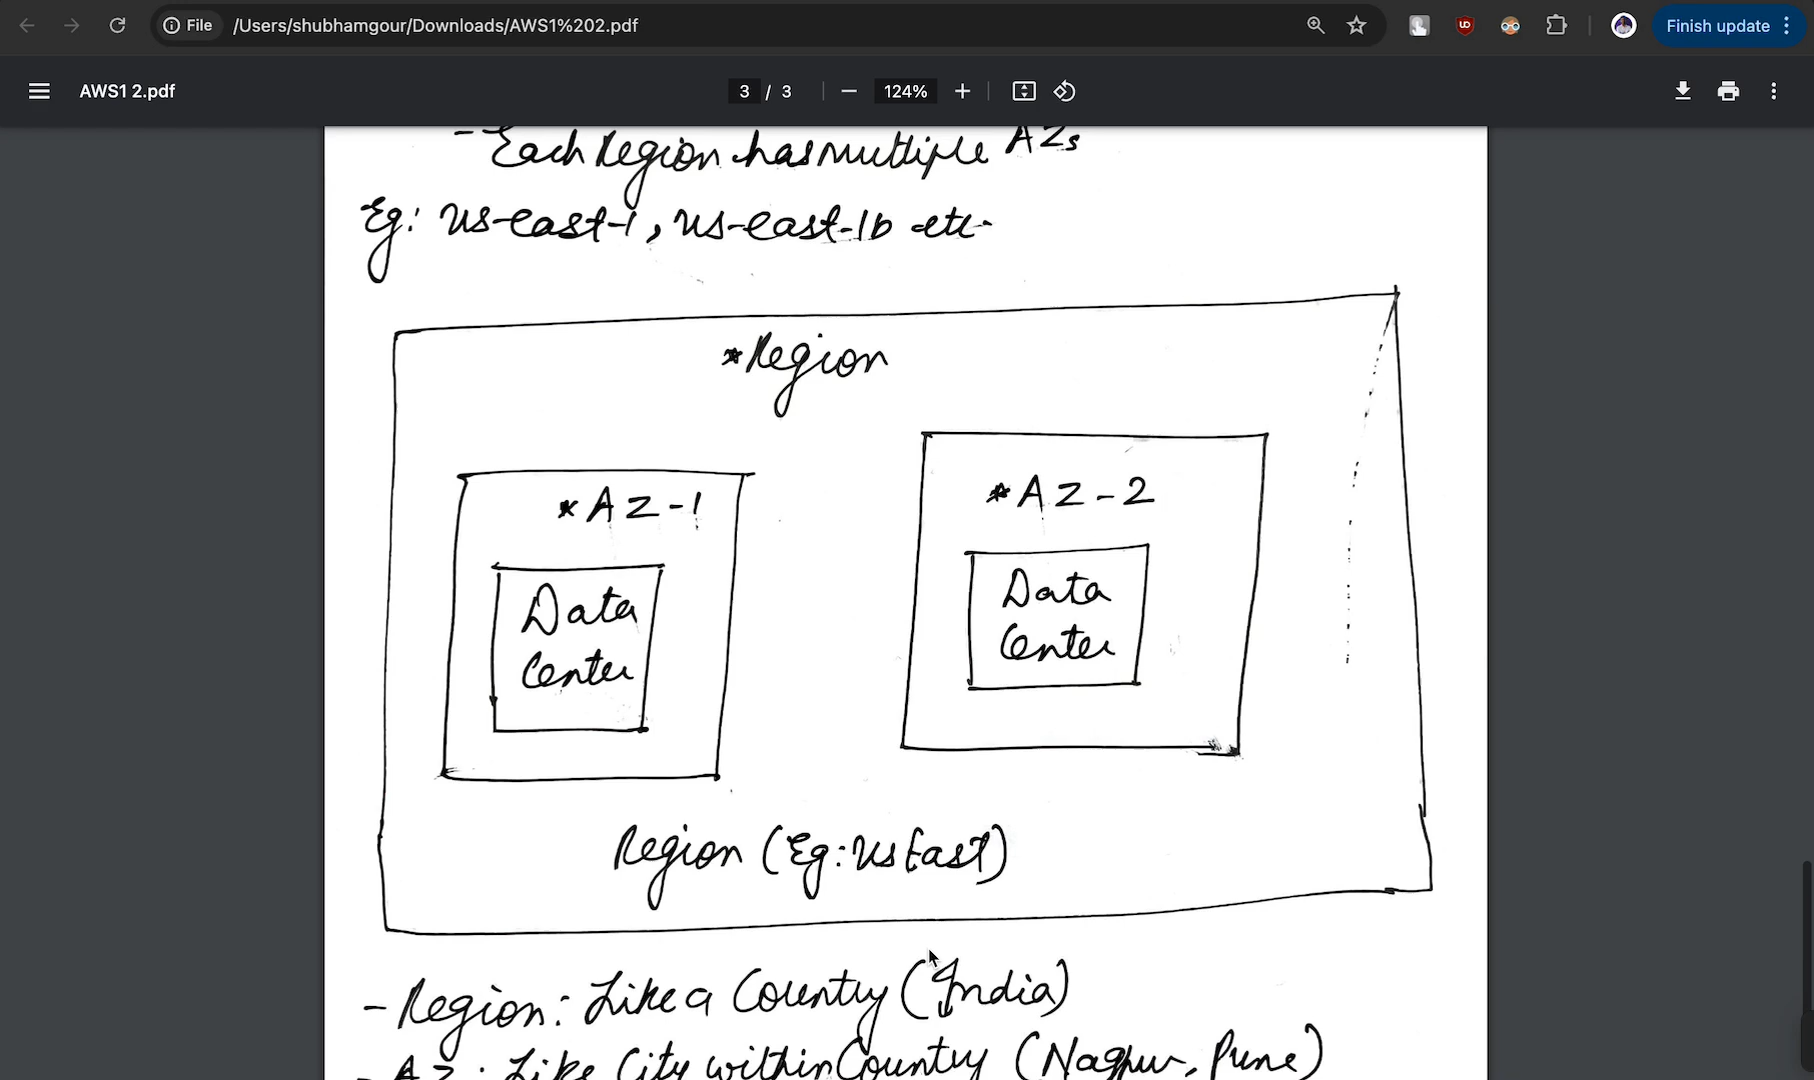 File /Users/shubhamgour/Downloads/AWS1%202.pdf Finish update
AWS1 2.pdf 3 / 3 124%
- Each Region has multiple AZs
Eg: us-east-1, us-east-1b etc-
*Region
*AZ-1
Data
Center
*AZ-2
Data
Center
Region (Eg: Us East)
- Region: Like a Country (India)
- AZ: Like City within Country (Nagpur, Pune)